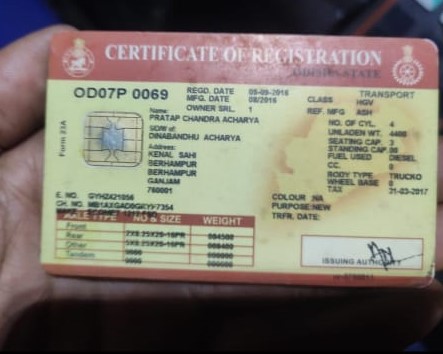 CERTIFICATE OF REGISTRATION
ODISHA STATE
OD07P 0069
REGD. DATE 05-09-2016
MFG. DATE 08/2016
OWNER SRL. 1
CLASS TRANSPORT
HGV
REF. MFG ASH
Form 23A
Name:
PRATAP CHANDRA ACHARYA
S/D/W of:
DINABANDHU ACHARYA
Address:
KENAL SAHI
BERHAMPUR
BERHAMPUR
GANJAM
760001
NO. OF CYL. 4
UNLADEN WT.
SEATING CAP. 3
STANDING CAP.
FUEL USED DIESEL
CC. 0
BODY TYPE TRUCKO
WHEEL BASE 0
TAX 31-03-2017
E. NO.
CH. NO.
COLOUR :NA
PURPOSE:NEW
TRFR. DATE:
AXLE TYPE NO & SIZE WEIGHT
Front
Rear
Other
Tandem
ISSUING AUTHORITY